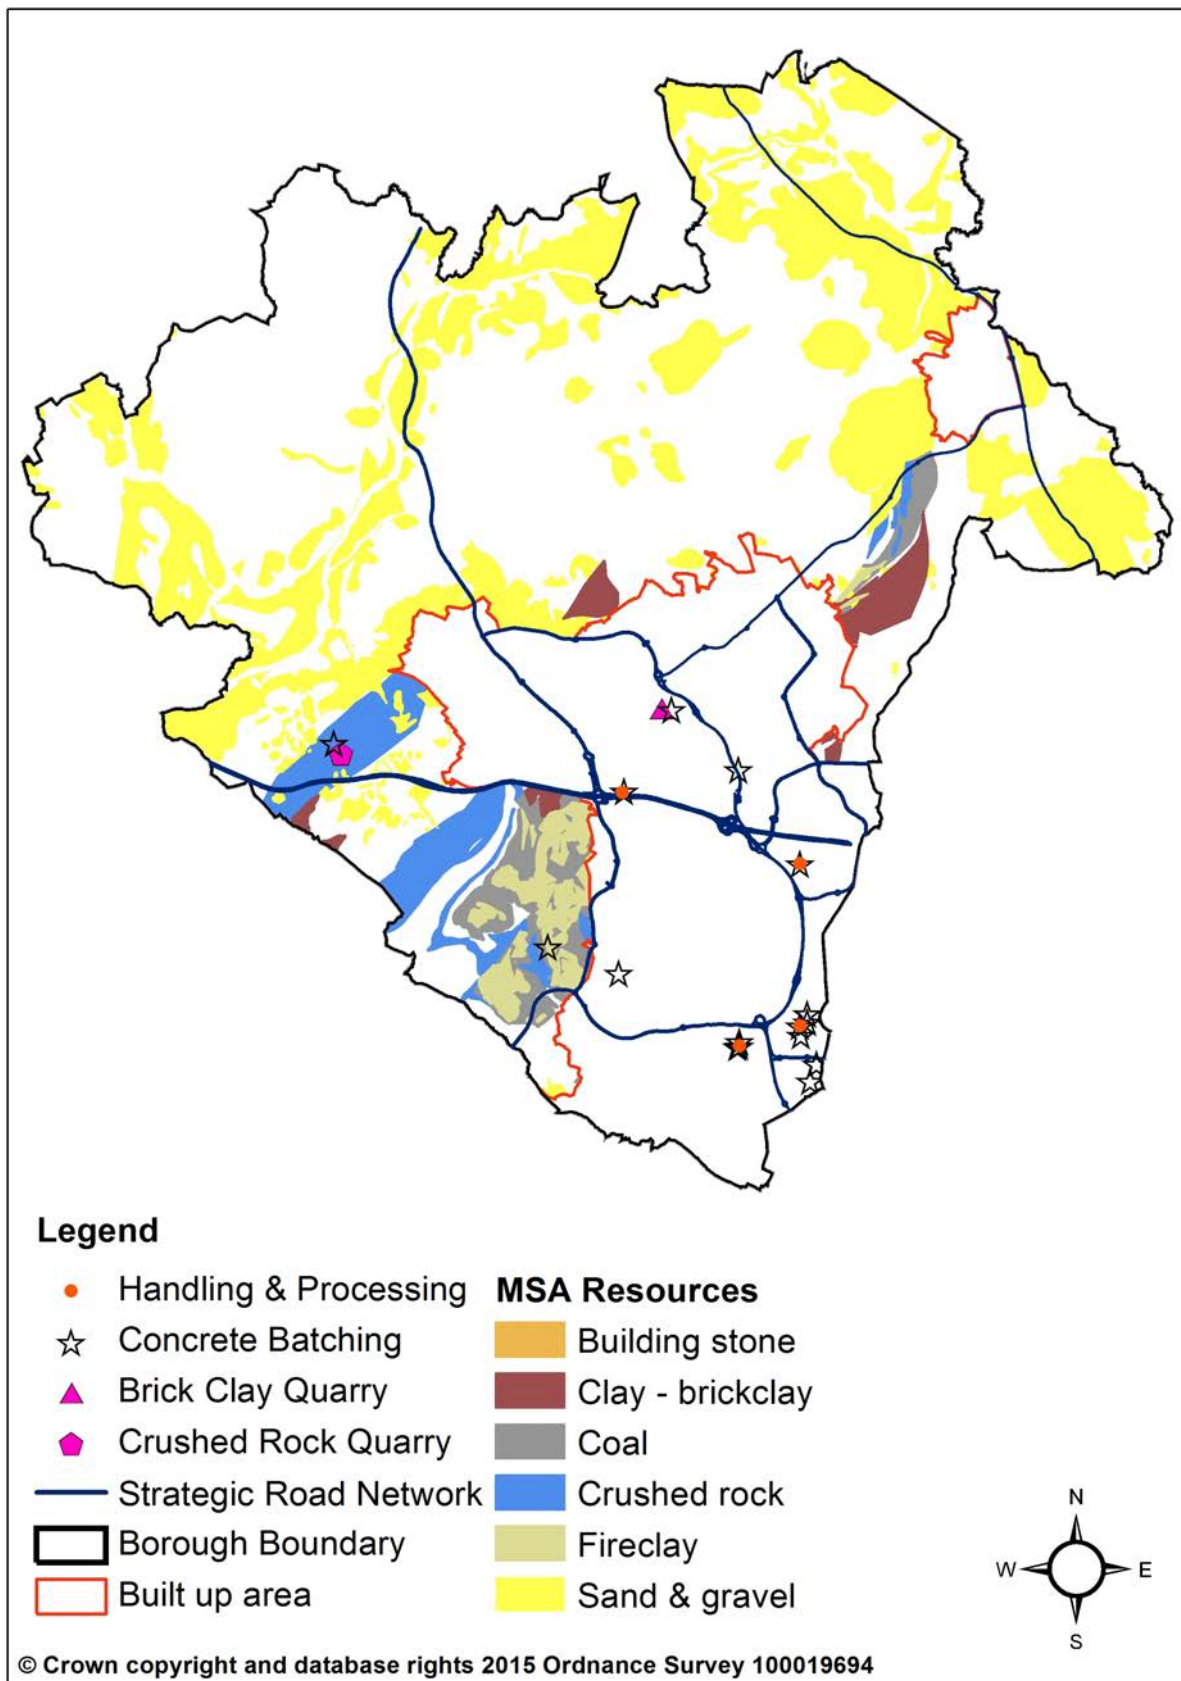 Legend
Handling & Processing
Concrete Batching
Brick Clay Quarry
Crushed Rock Quarry
Strategic Road Network
Borough Boundary
Built up area
MSA Resources
Building stone
Clay - brickclay
Coal
Crushed rock
Fireclay
Sand & gravel
N
W E
S
© Crown copyright and database rights 2015 Ordnance Survey 100019694